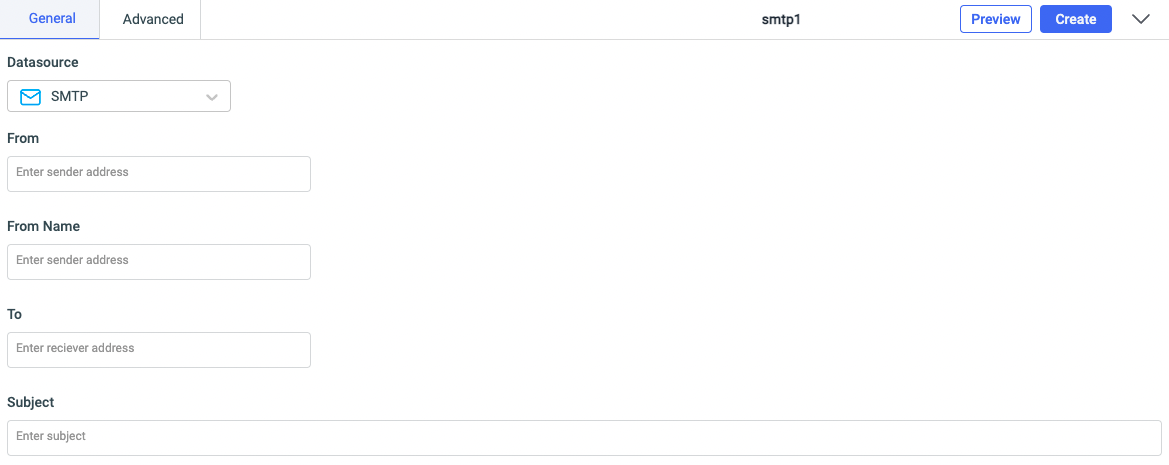 General Advanced smtp1 Preview Create
Datasource
SMTP
From
Enter sender address
From Name
Enter sender address
To
Enter reciever address
Subject
Enter subject